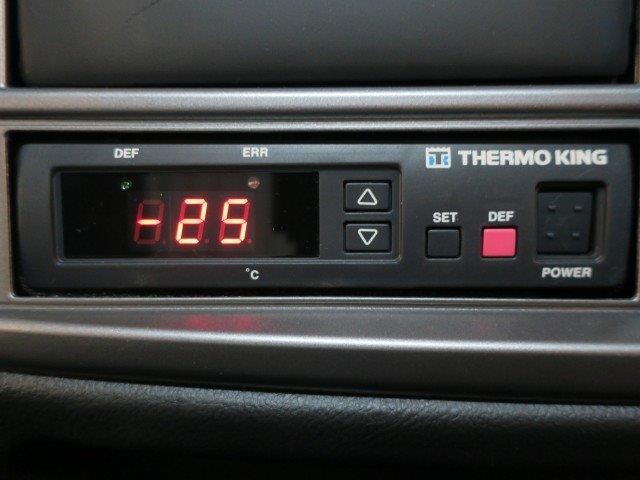 DEF ERR
THERMO KING
-25
SET DEF
°C
POWER